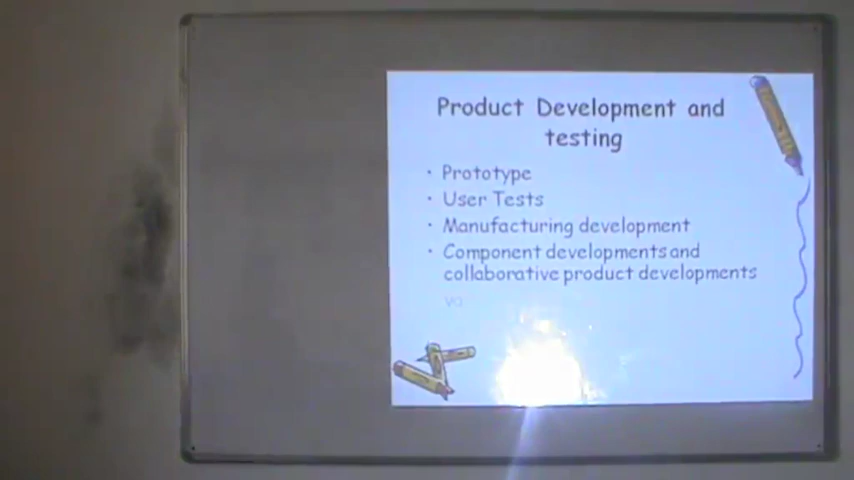 Product Development and
testing
• Prototype
• User Tests
• Manufacturing development
• Component developments and
collaborative product developments